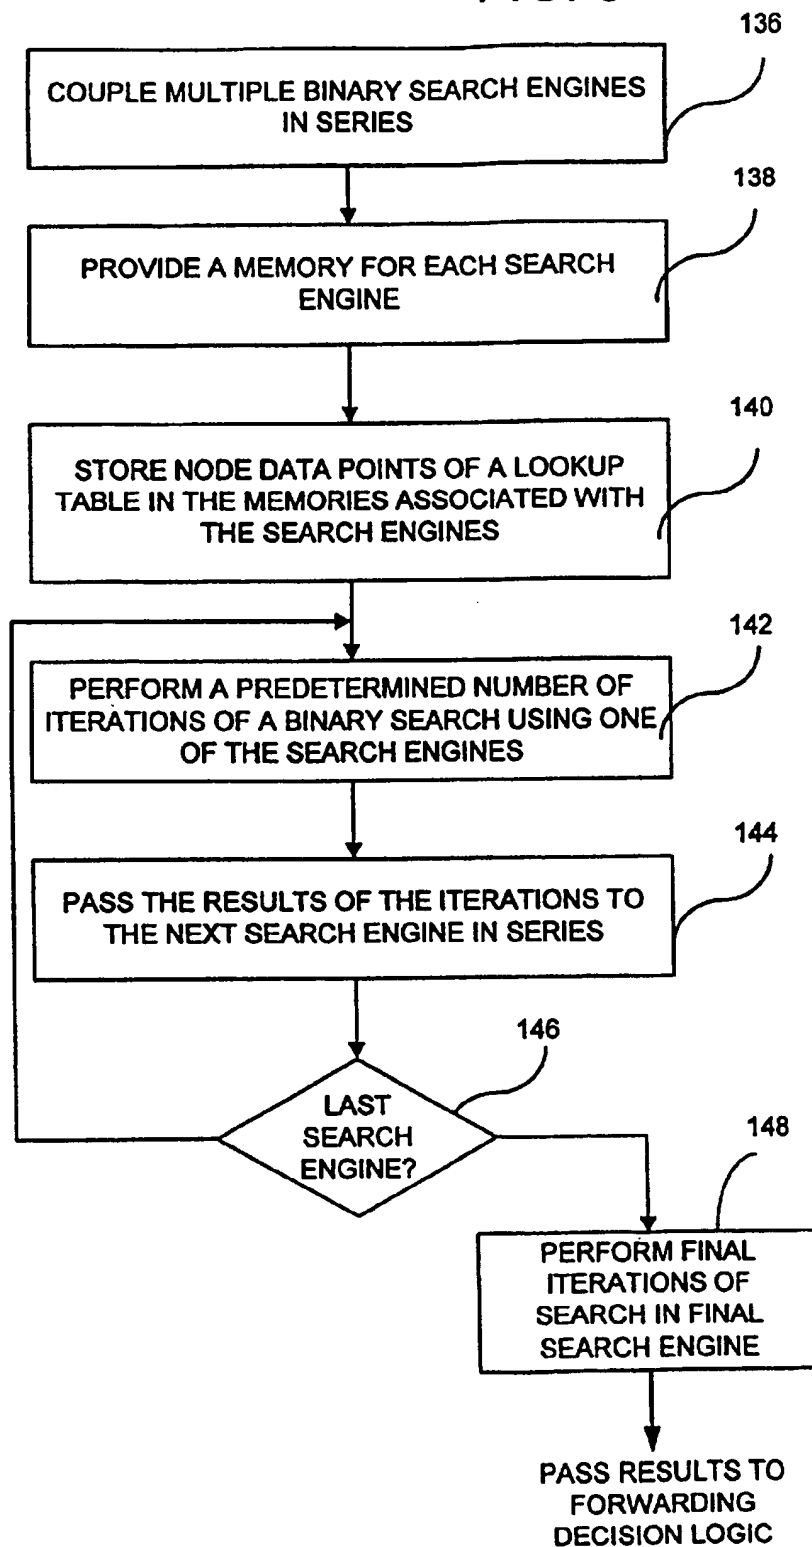 136
COUPLE MULTIPLE BINARY SEARCH ENGINES
IN SERIES
138
PROVIDE A MEMORY FOR EACH SEARCH
ENGINE
140
STORE NODE DATA POINTS OF A LOOKUP
TABLE IN THE MEMORIES ASSOCIATED WITH
THE SEARCH ENGINES
142
PERFORM A PREDETERMINED NUMBER OF
ITERATIONS OF A BINARY SEARCH USING ONE
OF THE SEARCH ENGINES
144
PASS THE RESULTS OF THE ITERATIONS TO
THE NEXT SEARCH ENGINE IN SERIES
146
LAST
SEARCH
ENGINE?
148
PERFORM FINAL
ITERATIONS OF
SEARCH IN FINAL
SEARCH ENGINE
PASS RESULTS TO
FORWARDING
DECISION LOGIC